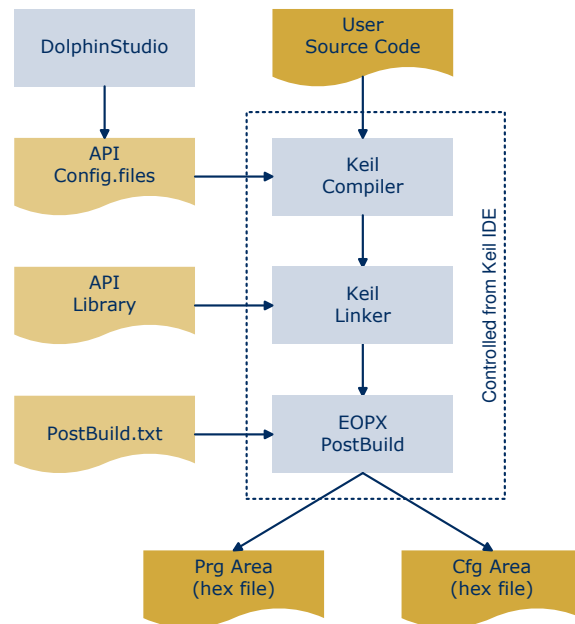 DolphinStudio
User
Source Code
API
Config.files
Keil
Compiler
API
Library
Keil
Linker
Controlled from Keil IDE
PostBuild.txt
EOPX
PostBuild
Prg Area
(hex file)
Cfg Area
(hex file)